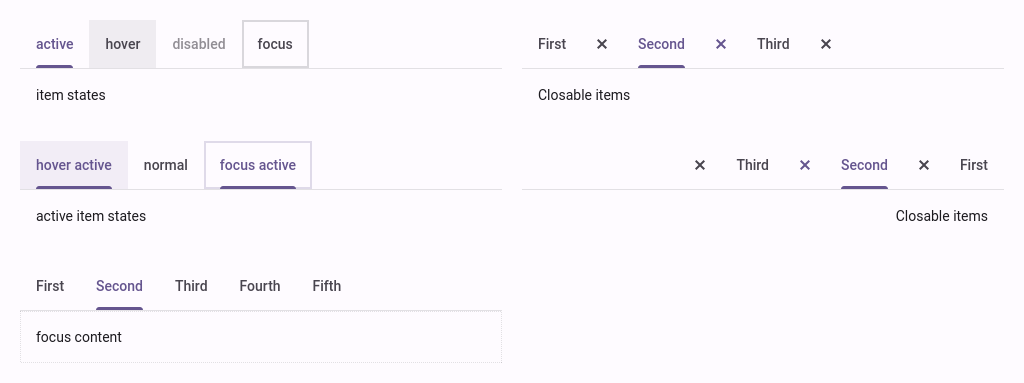 active hover disabled focus
item states
First Second Third
Closable items
hover active normal focus active
active item states
Third Second First
Closable items
First Second Third Fourth Fifth
focus content